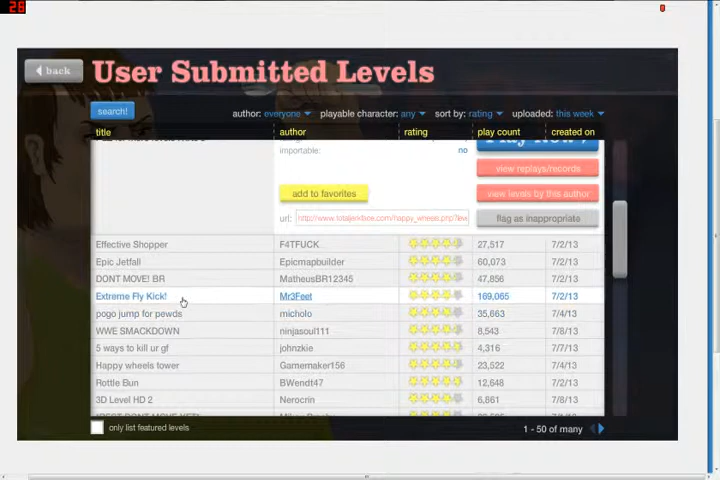 28
back
User Submitted Levels
search!
author: everyone playable character: any sort by: rating uploaded: this week
title author rating play count created on
Play Now
importable: no
view replays/records
add to favorites
view levels by this author
url: http://www.totaljerkface.com/happy_wheels.php?lev
flag as inappropriate
Effective Shopper F4TFUCK 27,517 7/2/13
Epic Jetfall Epicmapbuilder 60,073 7/2/13
DONT MOVE! BR MatheusBR12345 47,856 7/2/13
Extreme Fly Kick! Mr3Feet 169,065 7/2/13
pogo jump for pewds micholo 35,663 7/4/13
WWE SMACKDOWN ninjasoul111 8,543 7/8/13
5 ways to kill ur gf johnzkie 4,316 7/7/13
Happy wheels tower Gamemaker156 23,522 7/4/13
Rottle Bun BWendt47 12,648 7/2/13
3D Level HD 2 Nerocrin 6,861 7/8/13
only list featured levels
1 - 50 of many